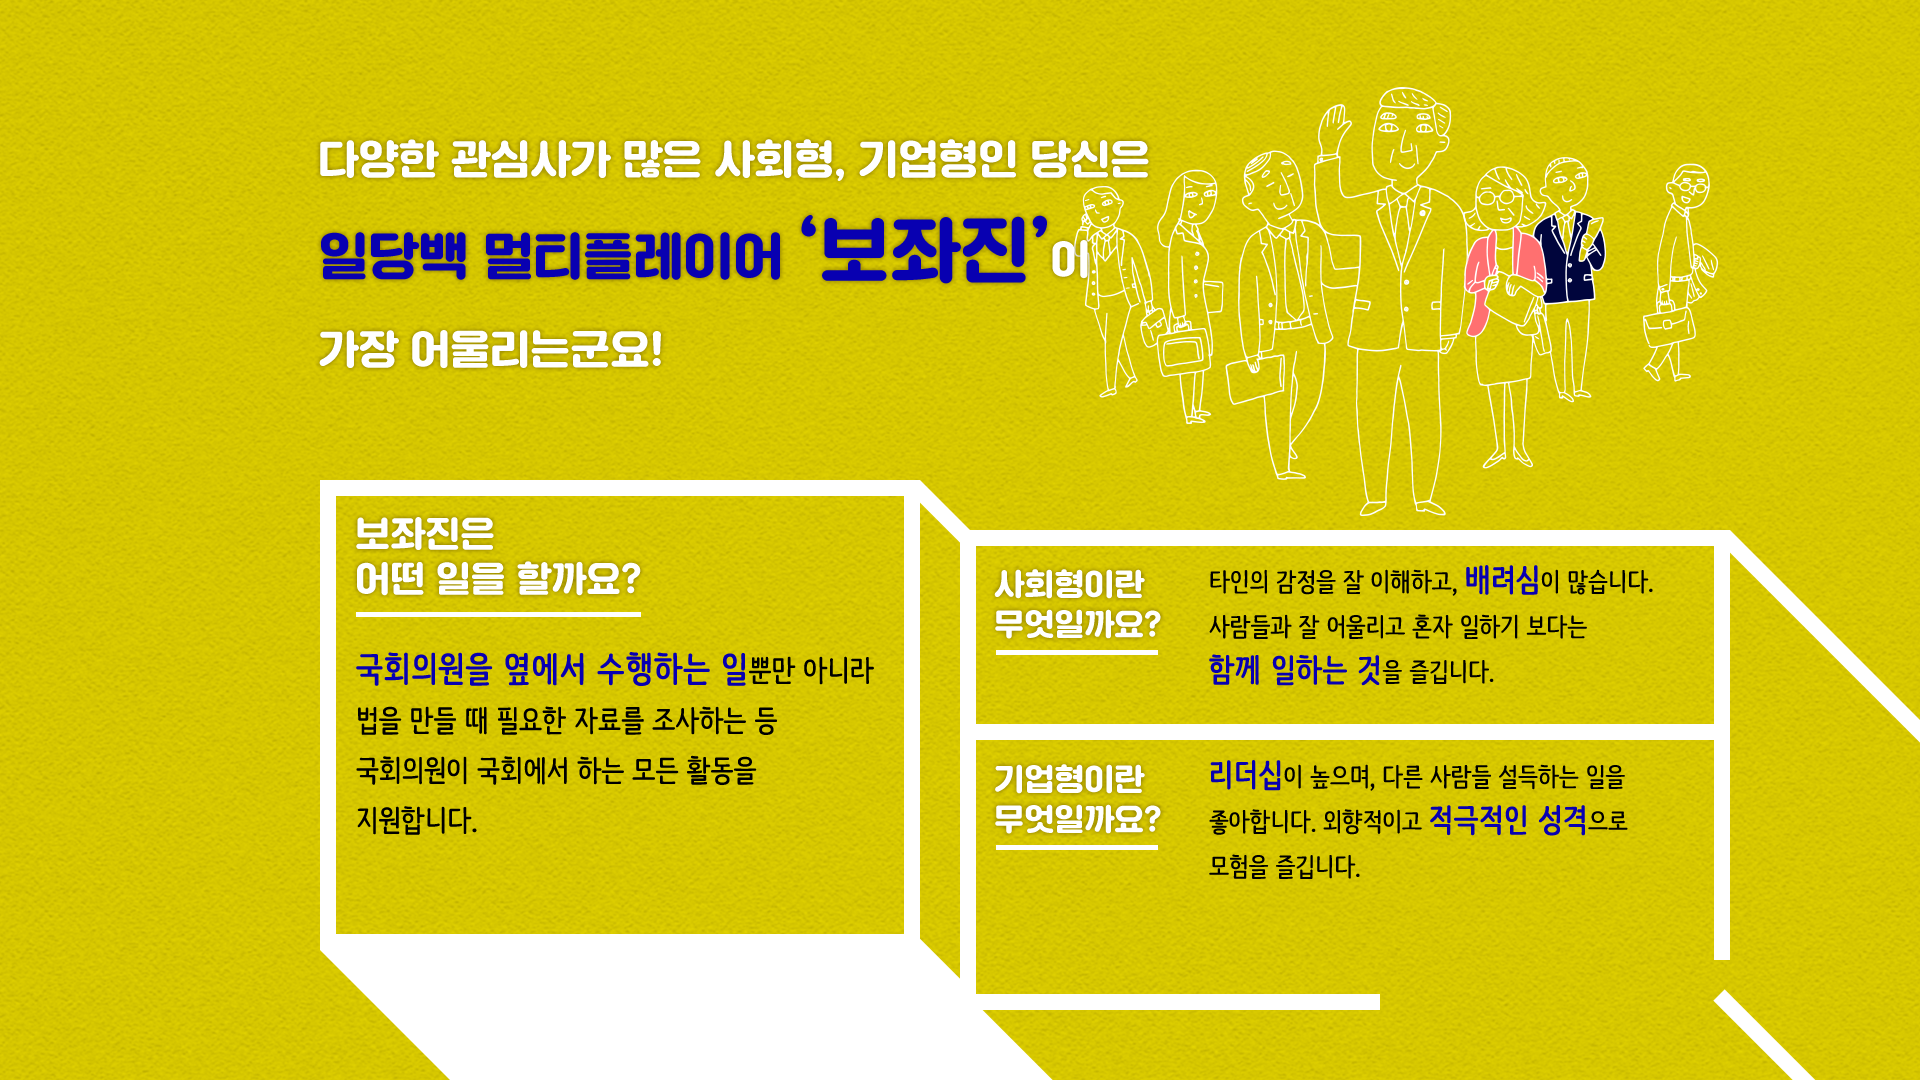 다양한 관심사가 많은 사회형, 기업형인 당신은
일당백 멀티플레이어 ‘보좌진’이
가장 어울리는군요!
보좌진은
어떤 일을 할까요?
국회의원을 옆에서 수행하는 일뿐만 아니라
법을 만들 때 필요한 자료를 조사하는 등
국회의원이 국회에서 하는 모든 활동을
지원합니다.
사회형이란
무엇일까요?
타인의 감정을 잘 이해하고, 배려심이 많습니다.
사람들과 잘 어울리고 혼자 일하기 보다는
함께 일하는 것을 즐깁니다.
기업형이란
무엇일까요?
리더십이 높으며, 다른 사람들 설득하는 일을
좋아합니다. 외향적이고 적극적인 성격으로
모험을 즐깁니다.